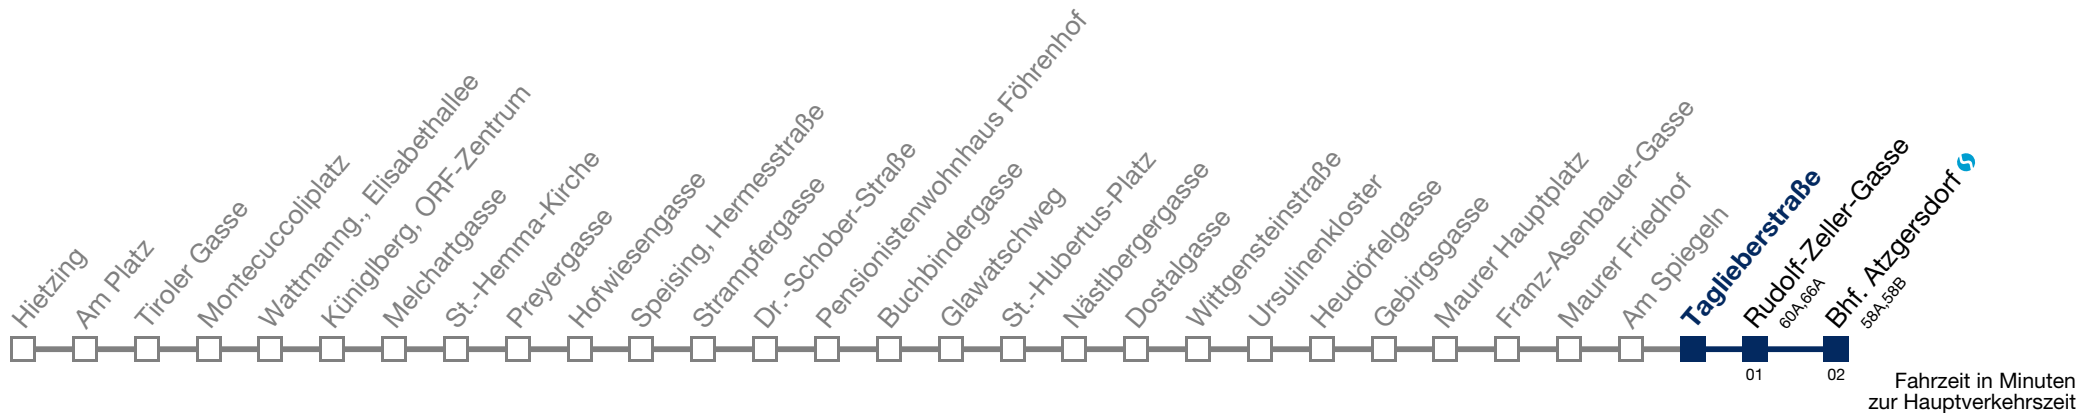 Hietzing
Am Platz
Tiroler Gasse
Montecuccoliplatz
Wattmanng., Elisabethallee
Küniglberg, ORF-Zentrum
Melchartgasse
St.-Hemma-Kirche
Preyergasse
Hofwiesengasse
Speising, Hermesstraße
Strampfergasse
Dr.-Schober-Straße
Pensionistenwohnhaus Föhrenhof
Buchbindergasse
Glawatschweg
St.-Hubertus-Platz
Nästlbergergasse
Dostalgasse
Wittgensteinstraße
Ursulinenkloster
Heudörfelgasse
Gebirgsgasse
Maurer Hauptplatz
Franz-Asenbauer-Gasse
Maurer Friedhof
Am Spiegeln
Taglieberstraße
Rudolf-Zeller-Gasse
60A,66A
Bhf. Atzgersdorf
58A,58B
01
02
Fahrzeit in Minuten
zur Hauptverkehrszeit